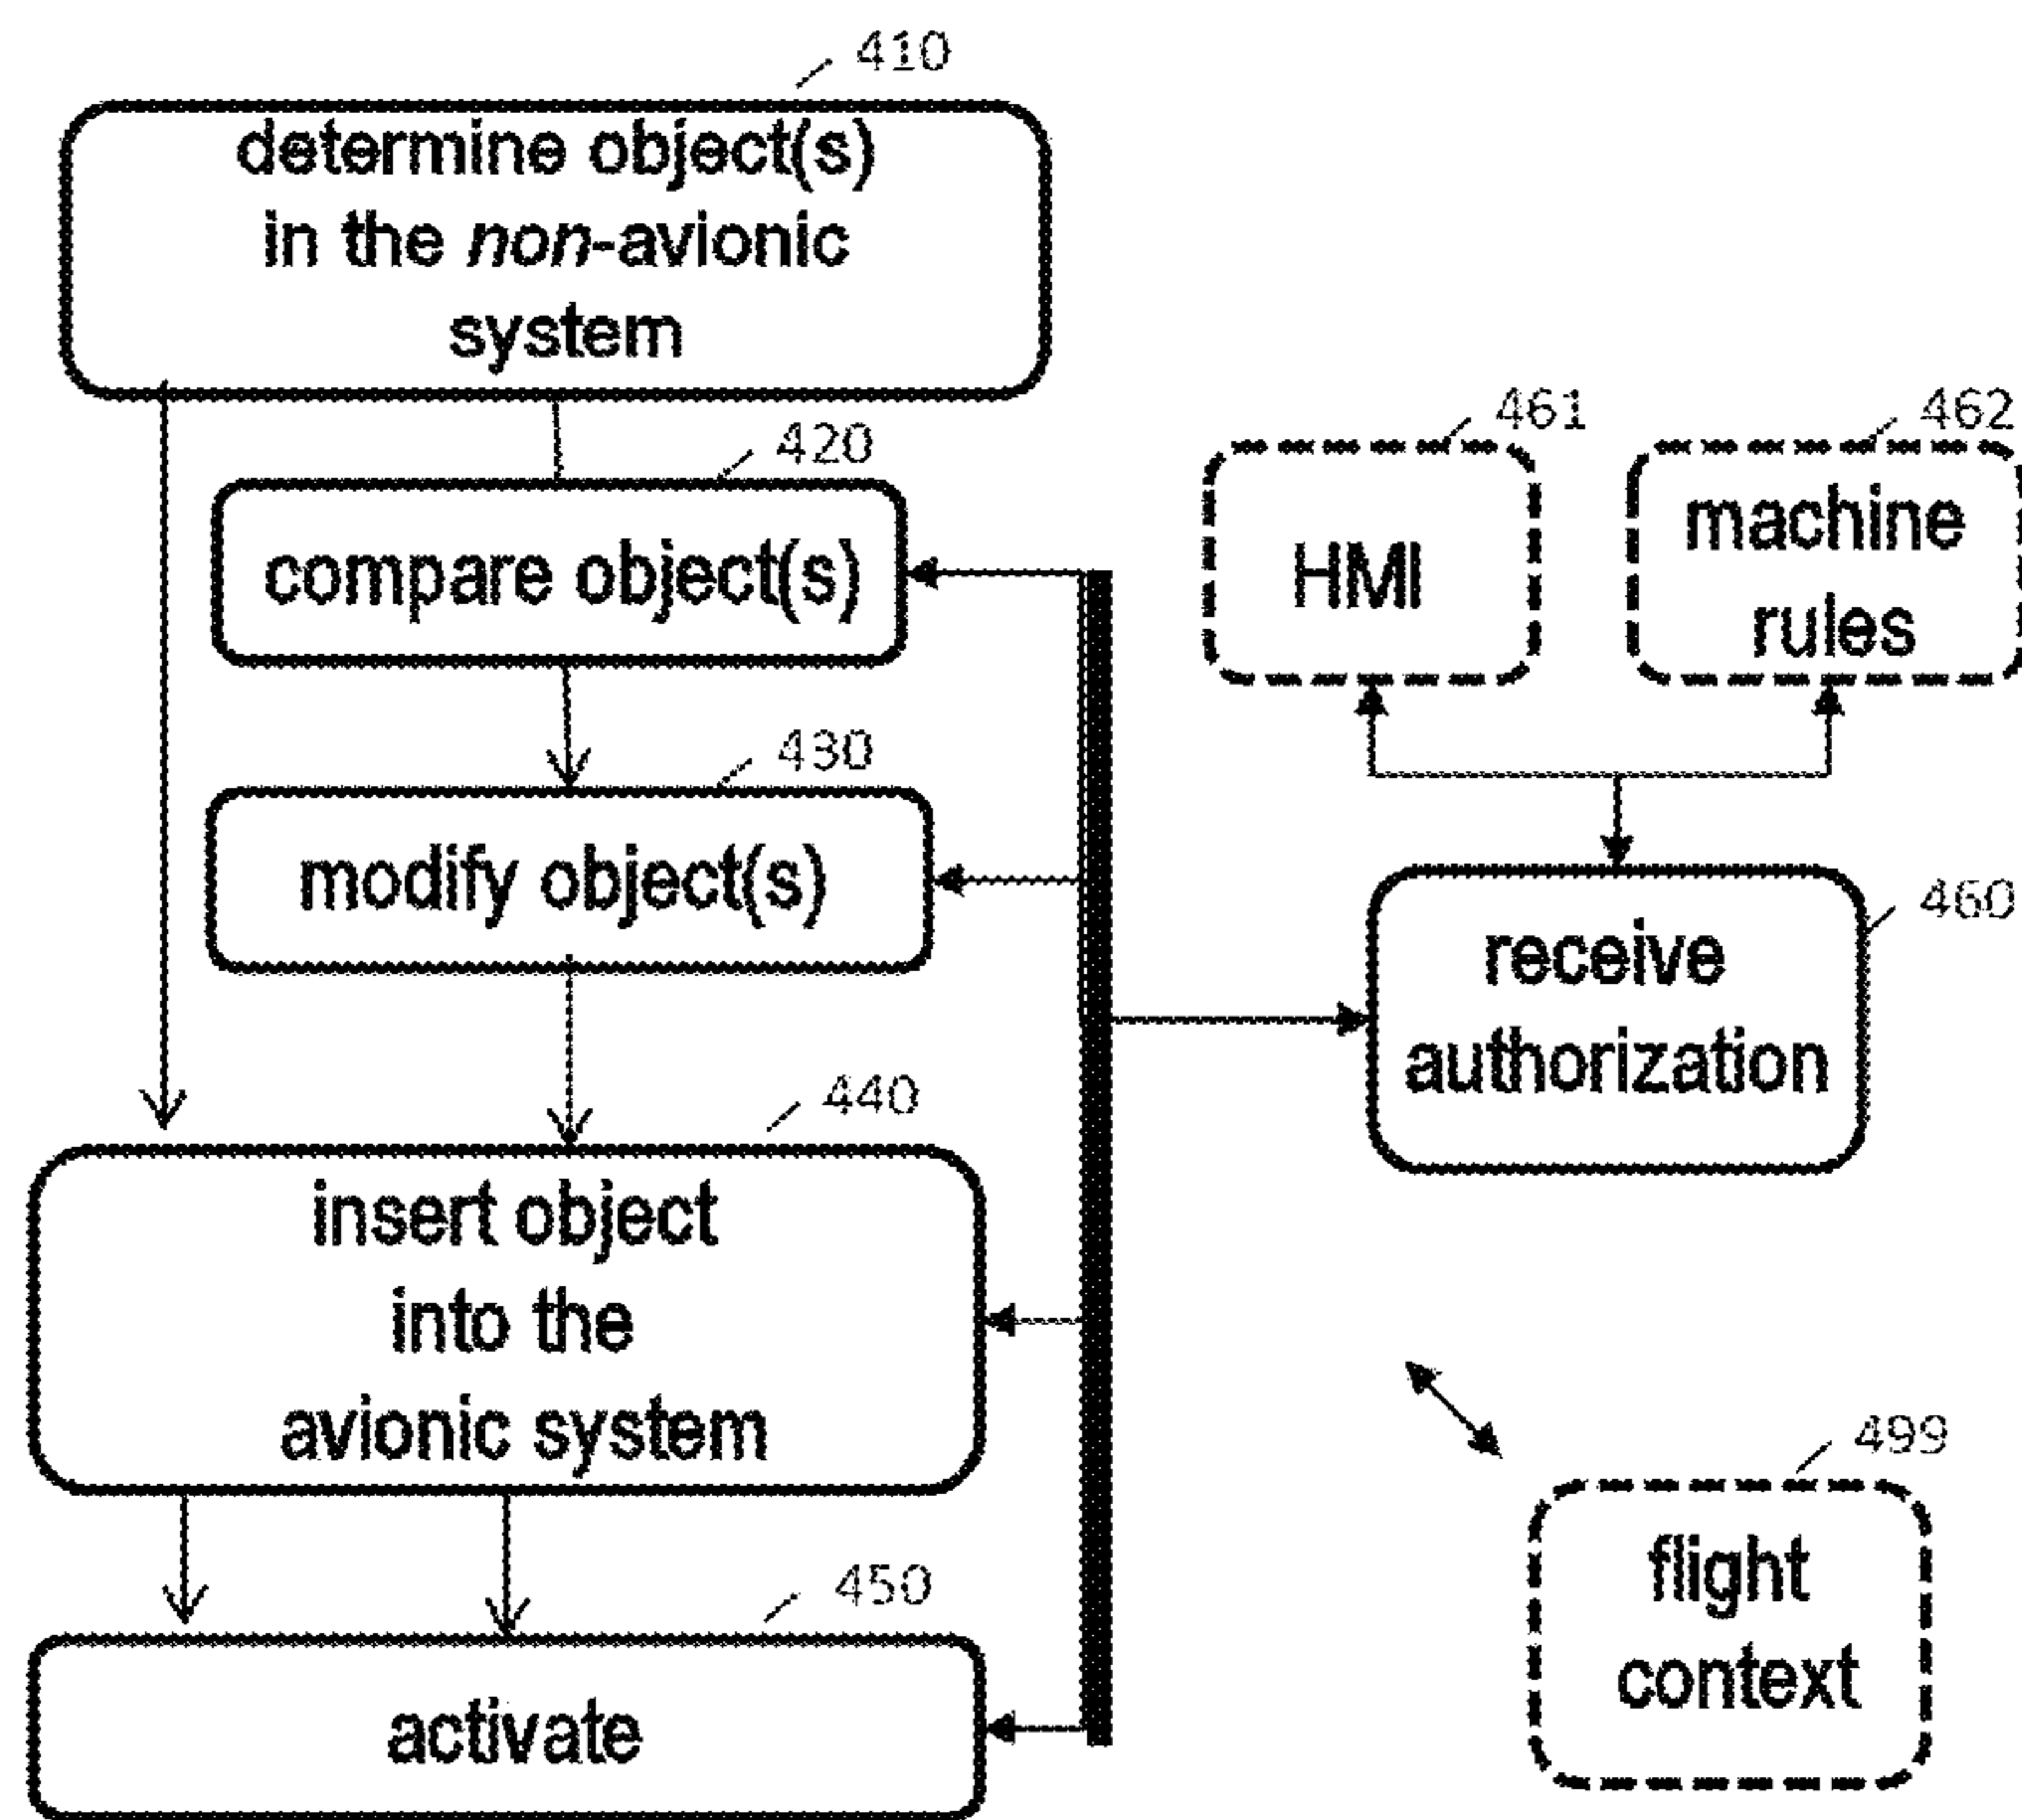 410
determine object(s)
in the non-avionic
system
420
compare object(s)
430
modify object(s)
440
insert object
into the
avionic system
450
activate
461
HMI
462
machine
rules
460
receive
authorization
499
flight
context